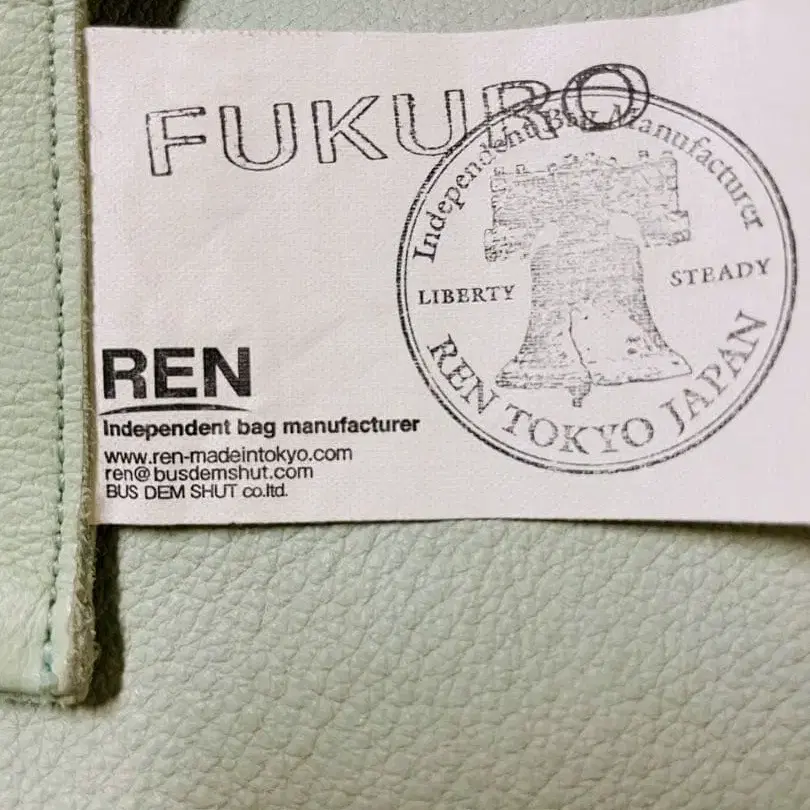 FUKURO
Independent Bag Manufacturer
LIBERTY
STEADY
REN TOKYO JAPAN
REN
Independent bag manufacturer
www.ren-madeintokyo.com
ren@busdemshut.com
BUS DEM SHUT co.ltd.